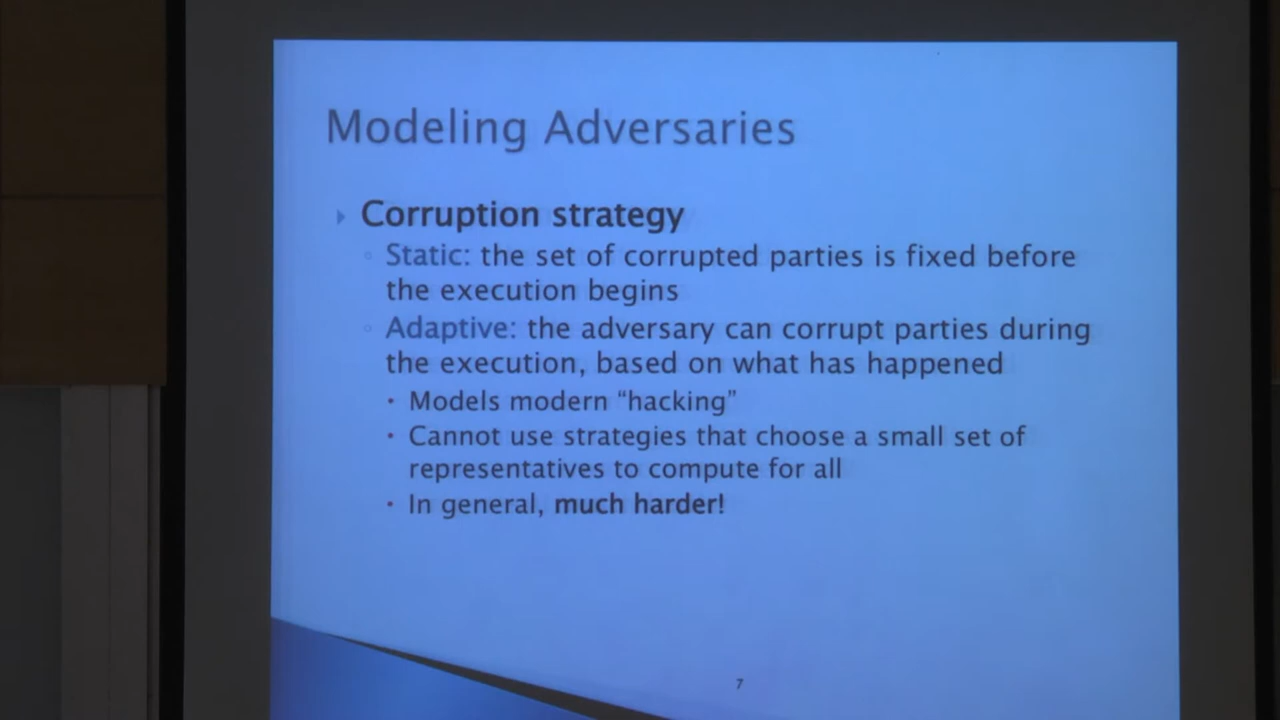 Modeling Adversaries
Corruption strategy
Static: the set of corrupted parties is fixed before
the execution begins
Adaptive: the adversary can corrupt parties during
the execution, based on what has happened
Models modern “hacking”
Cannot use strategies that choose a small set of
representatives to compute for all
In general, much harder!
7